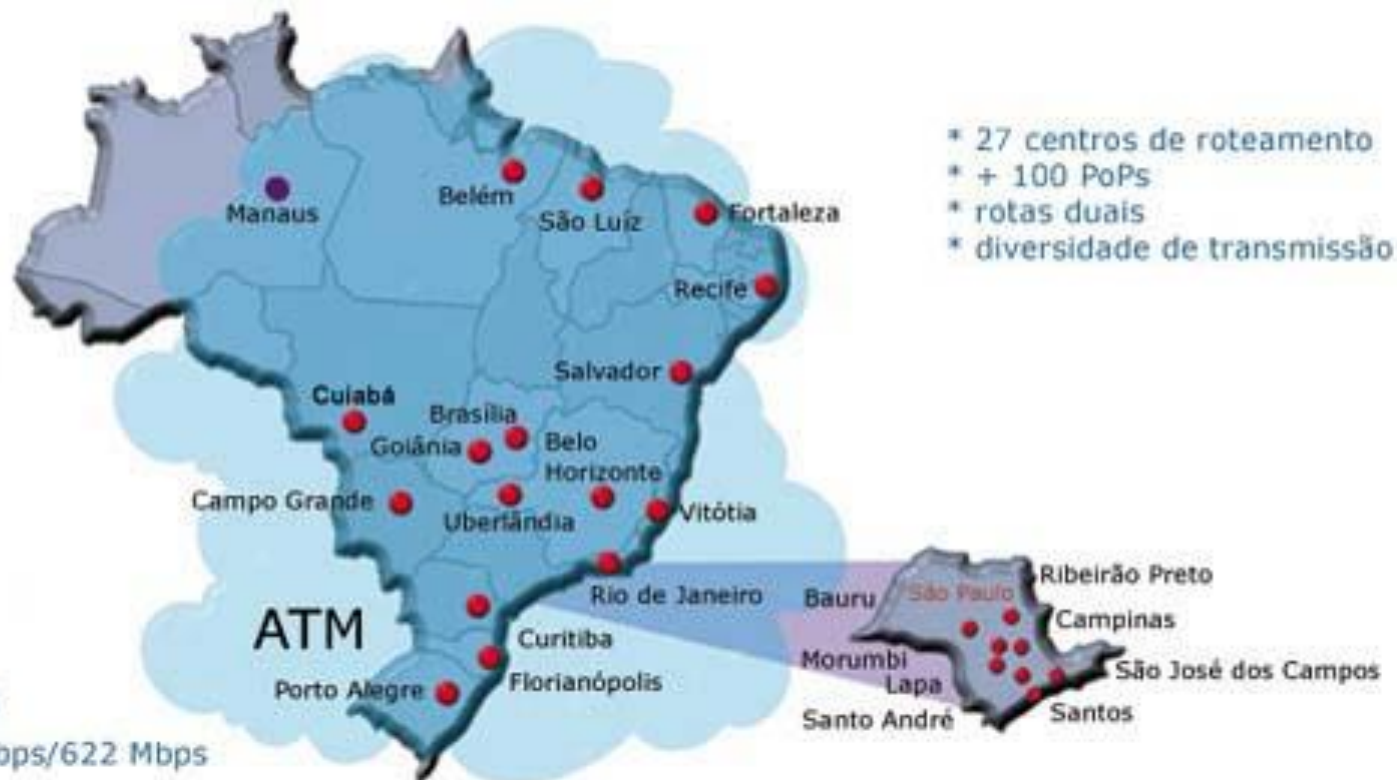 * 27 centros de roteamento
* + 100 PoPs
* rotas duais
* diversidade de transmissão
Manaus
Belém
São Luíz
Fortaleza
Recife
Salvador
Cuiabá
Brasília
Goiânia
Belo
Horizonte
Campo Grande
Uberlândia
Vitótia
Rio de Janeiro
ATM
Curitiba
Florianópolis
Porto Alegre
São Paulo
Ribeirão Preto
Bauru
Campinas
Morumbi
São José dos Campos
Lapa
Santo André
Santos
/622 Mbps